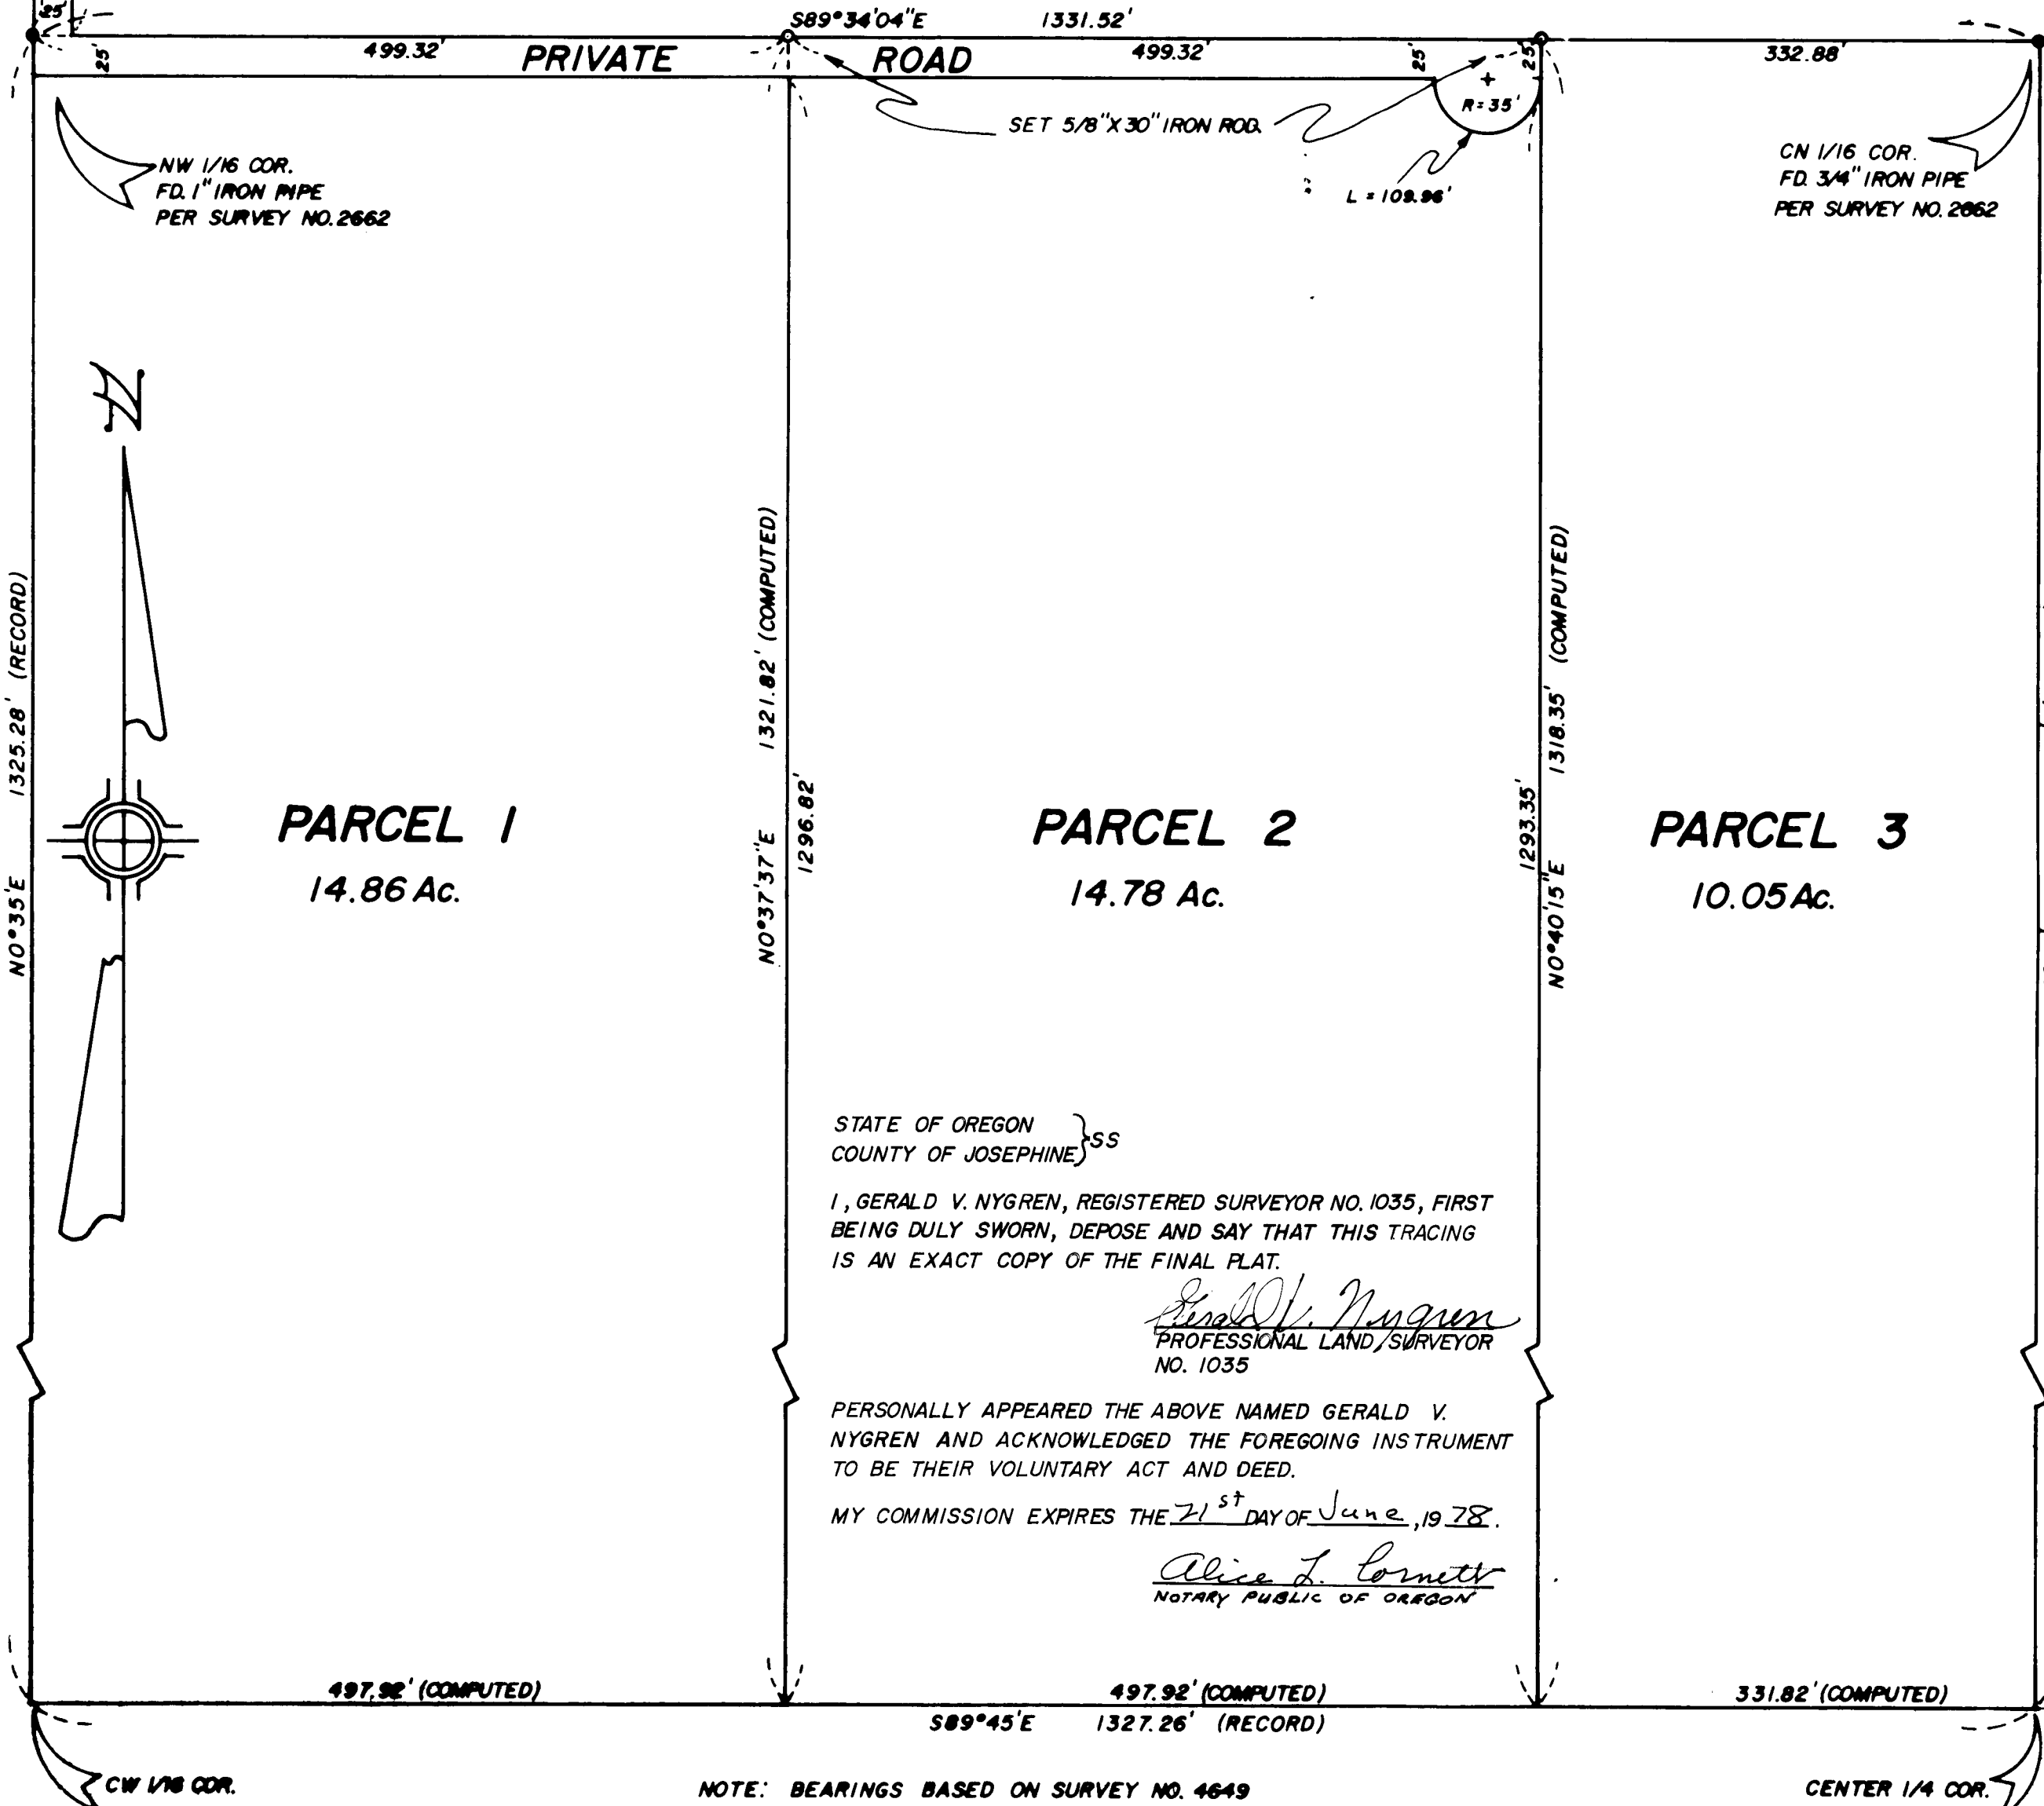 25'
S89°34'04"E 1331.52'
499.32' PRIVATE ROAD 499.32' 332.88'
25
25'
25'
R=35'
SET 5/8"X30" IRON ROD.
L=109.96'
NW 1/16 COR.
FD. 1" IRON PIPE
PER SURVEY NO. 2662
CN 1/16 COR.
FD. 3/4" IRON PIPE
PER SURVEY NO. 2662
N
N0°35'E 1325.28' (RECORD)
N0°37'37"E 1321.82' (COMPUTED)
1296.82'
1293.35'
N0°40'15"E 1318.35' (COMPUTED)
PARCEL 1
14.86 Ac.
PARCEL 2
14.78 Ac.
PARCEL 3
10.05 Ac.
STATE OF OREGON
COUNTY OF JOSEPHINE } SS
I, GERALD V. NYGREN, REGISTERED SURVEYOR NO. 1035, FIRST
BEING DULY SWORN, DEPOSE AND SAY THAT THIS TRACING
IS AN EXACT COPY OF THE FINAL PLAT.
Gerald V. Nygren
PROFESSIONAL LAND SURVEYOR
NO. 1035
PERSONALLY APPEARED THE ABOVE NAMED GERALD V.
NYGREN AND ACKNOWLEDGED THE FOREGOING INSTRUMENT
TO BE THEIR VOLUNTARY ACT AND DEED.
MY COMMISSION EXPIRES THE 21st DAY OF June, 1978.
Alice L. Cornett
NOTARY PUBLIC OF OREGON
497.92' (COMPUTED) 497.92' (COMPUTED) 331.82' (COMPUTED)
S89°45'E 1327.26' (RECORD)
CW 1/16 COR.
NOTE: BEARINGS BASED ON SURVEY NO. 4649
CENTER 1/4 COR.